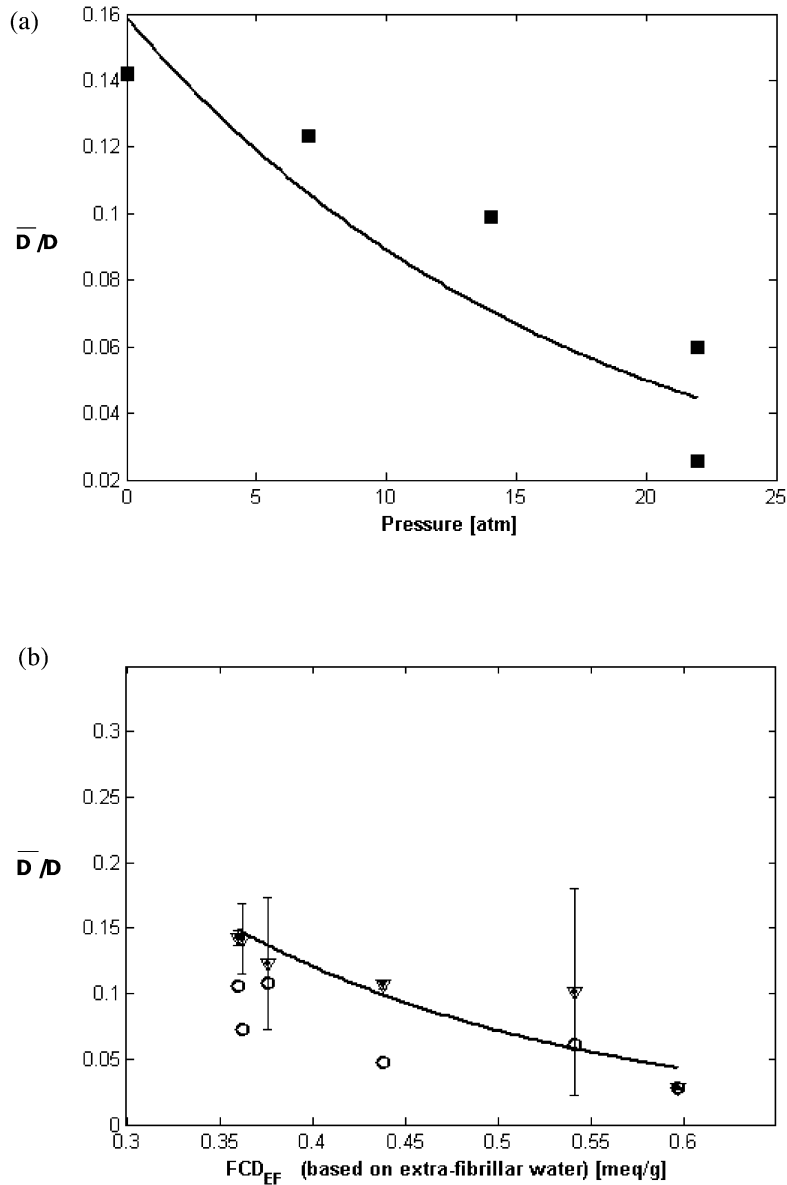 (a)
0.16
0.14
0.12
0.1
0.08
0.06
0.04
0.02
D̅/D
0 5 10 15 20 25
Pressure [atm]
(b)
0.3
0.25
0.2
0.15
0.1
0.05
0
D̅/D
0.3 0.35 0.4 0.45 0.5 0.55 0.6
FCD_EF (based on extra-fibrillar water) [meq/g]